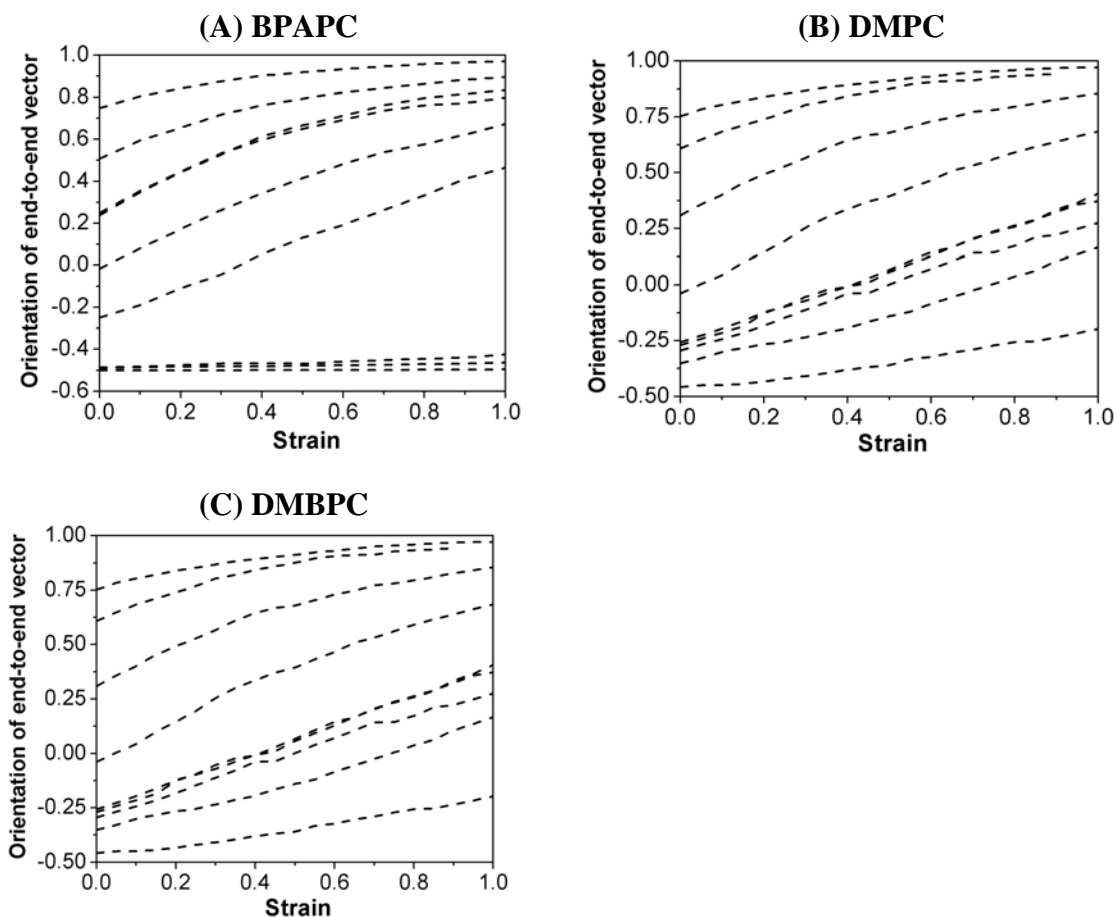 (A) BPAPC
Orientation of end-to-end vector
1.0
0.8
0.6
0.4
0.2
0.0
-0.2
-0.4
-0.6
0.0 0.2 0.4 0.6 0.8 1.0
Strain
(B) DMPC
Orientation of end-to-end vector
1.00
0.75
0.50
0.25
0.00
-0.25
-0.50
0.0 0.2 0.4 0.6 0.8 1.0
Strain
(C) DMBPC
Orientation of end-to-end vector
1.00
0.75
0.50
0.25
0.00
-0.25
-0.50
0.0 0.2 0.4 0.6 0.8 1.0
Strain